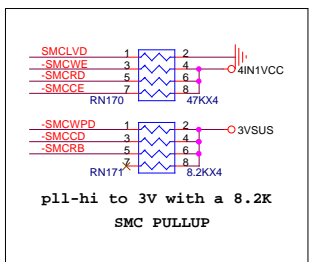 SMCLVD 1 2
-SMCWE 3 4 4IN1VCC
-SMCRD 5 6
-SMCCE 7 8
RN170 47KX4
-SMCWPD 1 2 3VSUS
-SMCCD 3 4
-SMCRB 5 6
7 8
RN171 8.2KX4
pll-hi to 3V with a 8.2K
SMC PULLUP